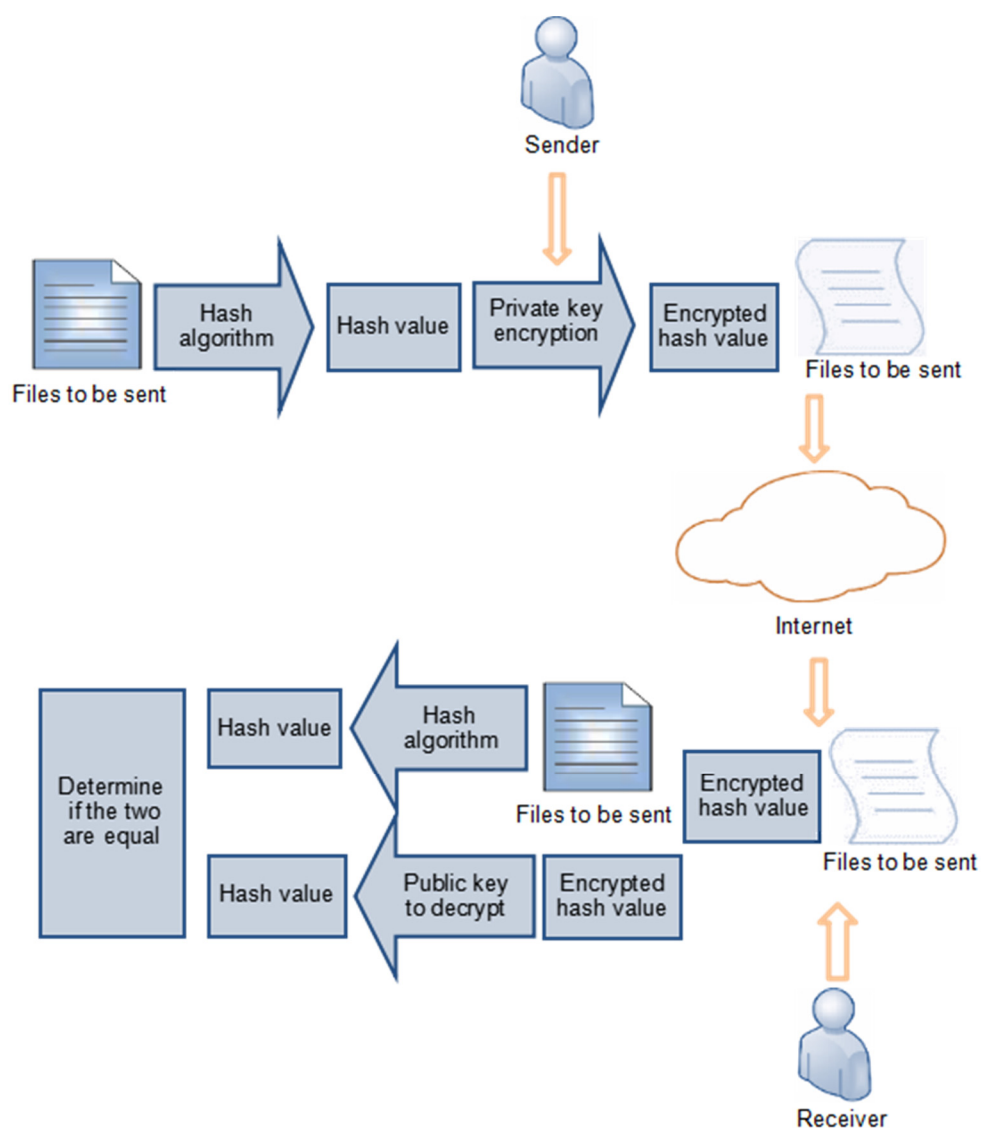 Sender
Hash
algorithm
Hash value
Private key
encryption
Encrypted
hash value
Files to be sent
Files to be sent
Internet
Determine
if the two
are equal
Hash value
Hash
algorithm
Files to be sent
Encrypted
hash value
Files to be sent
Hash value
Public key
to decrypt
Encrypted
hash value
Receiver